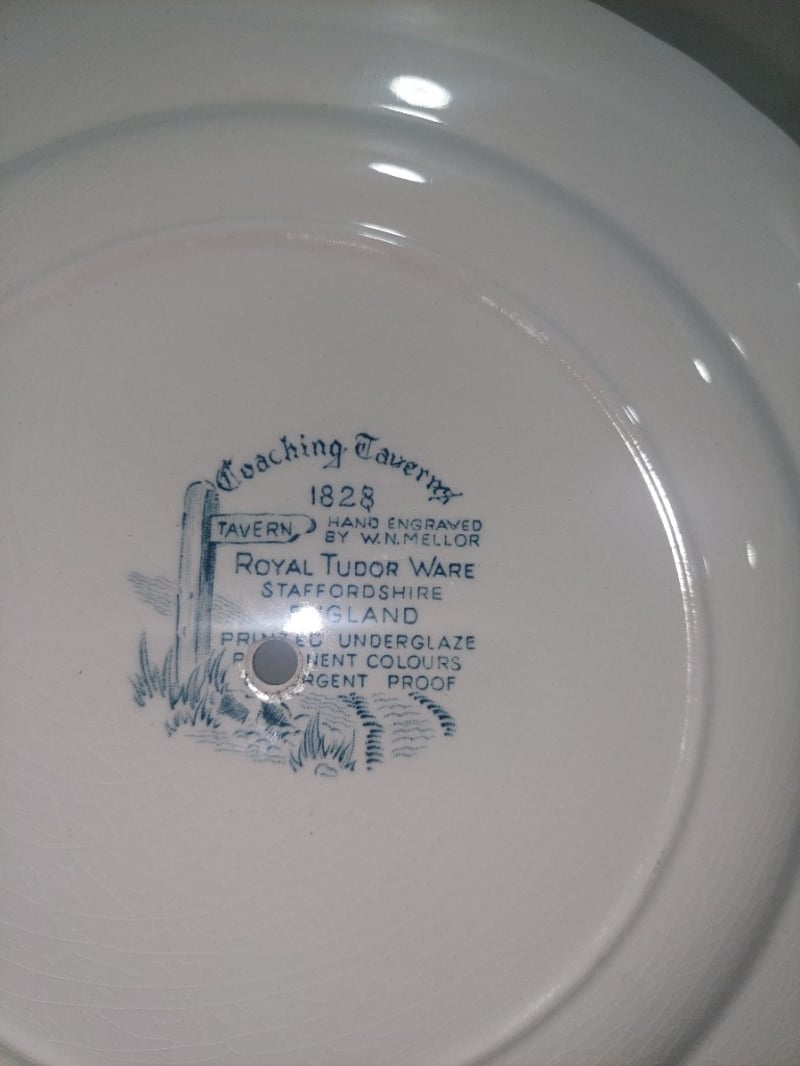 Coaching Taverns
1828
TAVERN
HAND ENGRAVED
BY W.N.MELLOR
ROYAL TUDOR WARE
STAFFORDSHIRE
ENGLAND
PRINTED UNDERGLAZE
COLOURS
PROOF